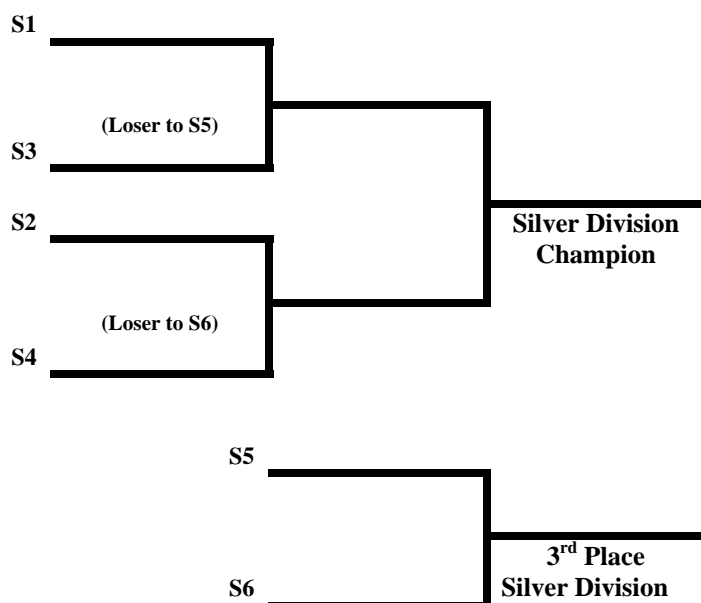 S1
(Loser to S5)
S3
S2
Silver Division
Champion
(Loser to S6)
S4
S5
3rd Place
Silver Division
S6